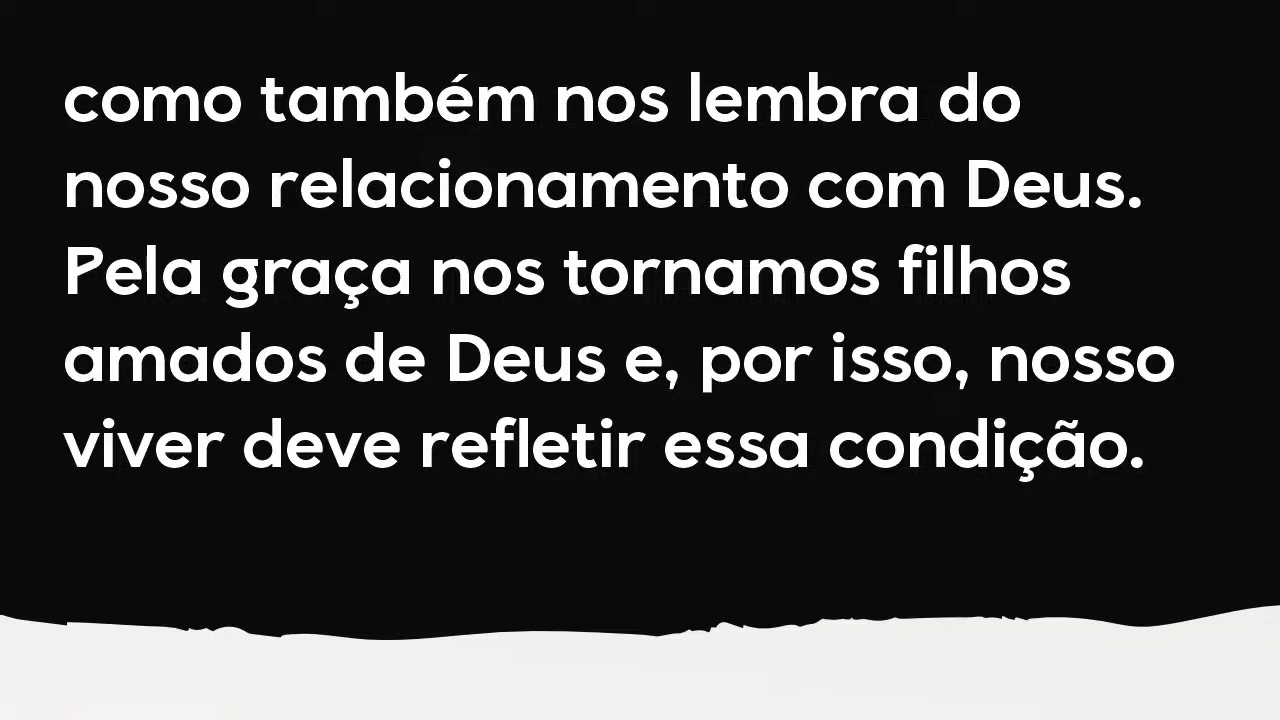 como também nos lembra do
nosso relacionamento com Deus.
Pela graça nos tornamos filhos
amados de Deus e, por isso, nosso
viver deve refletir essa condição.